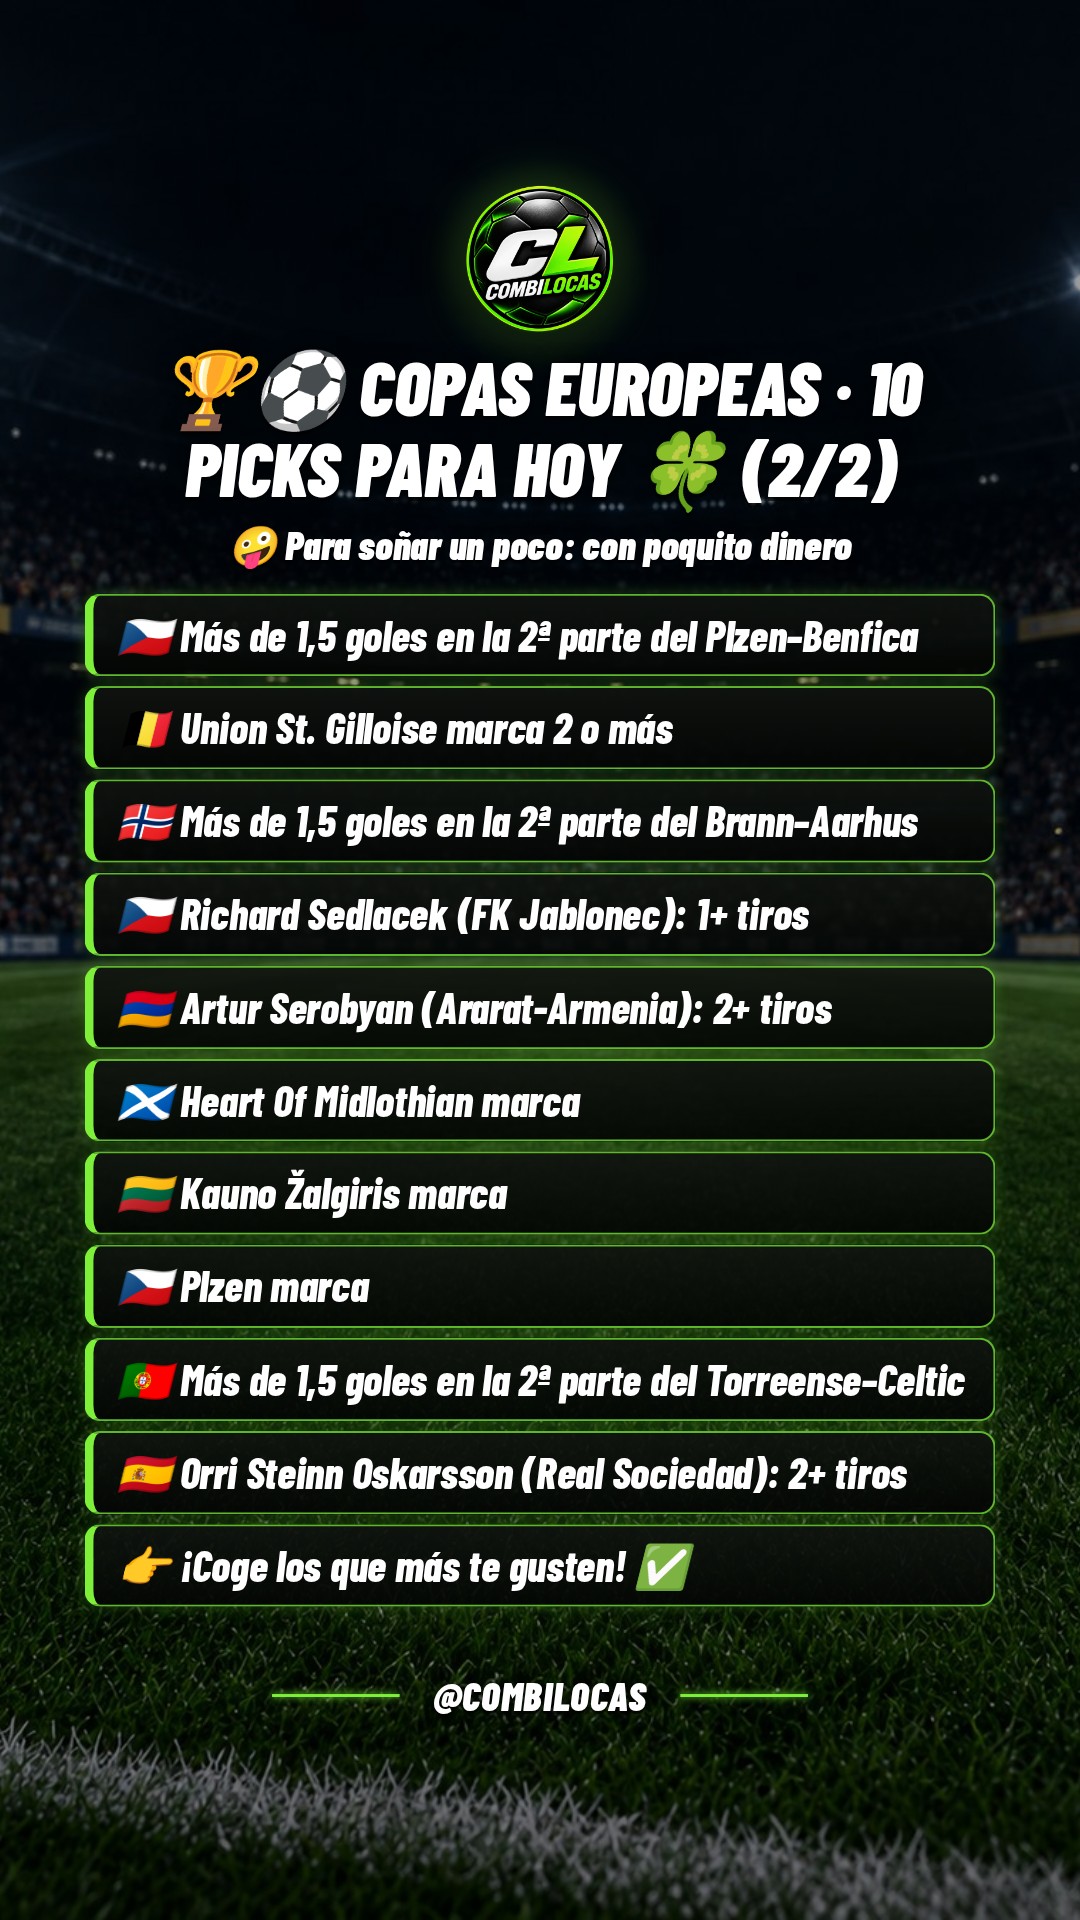 CL
COMBILOCAS
🏆⚽ COPAS EUROPEAS · 10
PICKS PARA HOY 🍀 (2/2)
🤪 Para soñar un poco: con poquito dinero
🇨🇿 Más de 1,5 goles en la 2ª parte del Plzen-Benfica
🇧🇪 Union St. Gilloise marca 2 o más
🇳🇴 Más de 1,5 goles en la 2ª parte del Brann-Aarhus
🇨🇿 Richard Sedlacek (FK Jablonec): 1+ tiros
🇦🇲 Artur Serobyan (Ararat-Armenia): 2+ tiros
🏴󠁧󠁢󠁳󠁣󠁴󠁿 Heart Of Midlothian marca
🇱🇹 Kauno Žalgiris marca
🇨🇿 Plzen marca
🇵🇹 Más de 1,5 goles en la 2ª parte del Torreense-Celtic
🇪🇸 Orri Steinn Oskarsson (Real Sociedad): 2+ tiros
👉 ¡Coge los que más te gusten! ✅
@COMBILOCAS